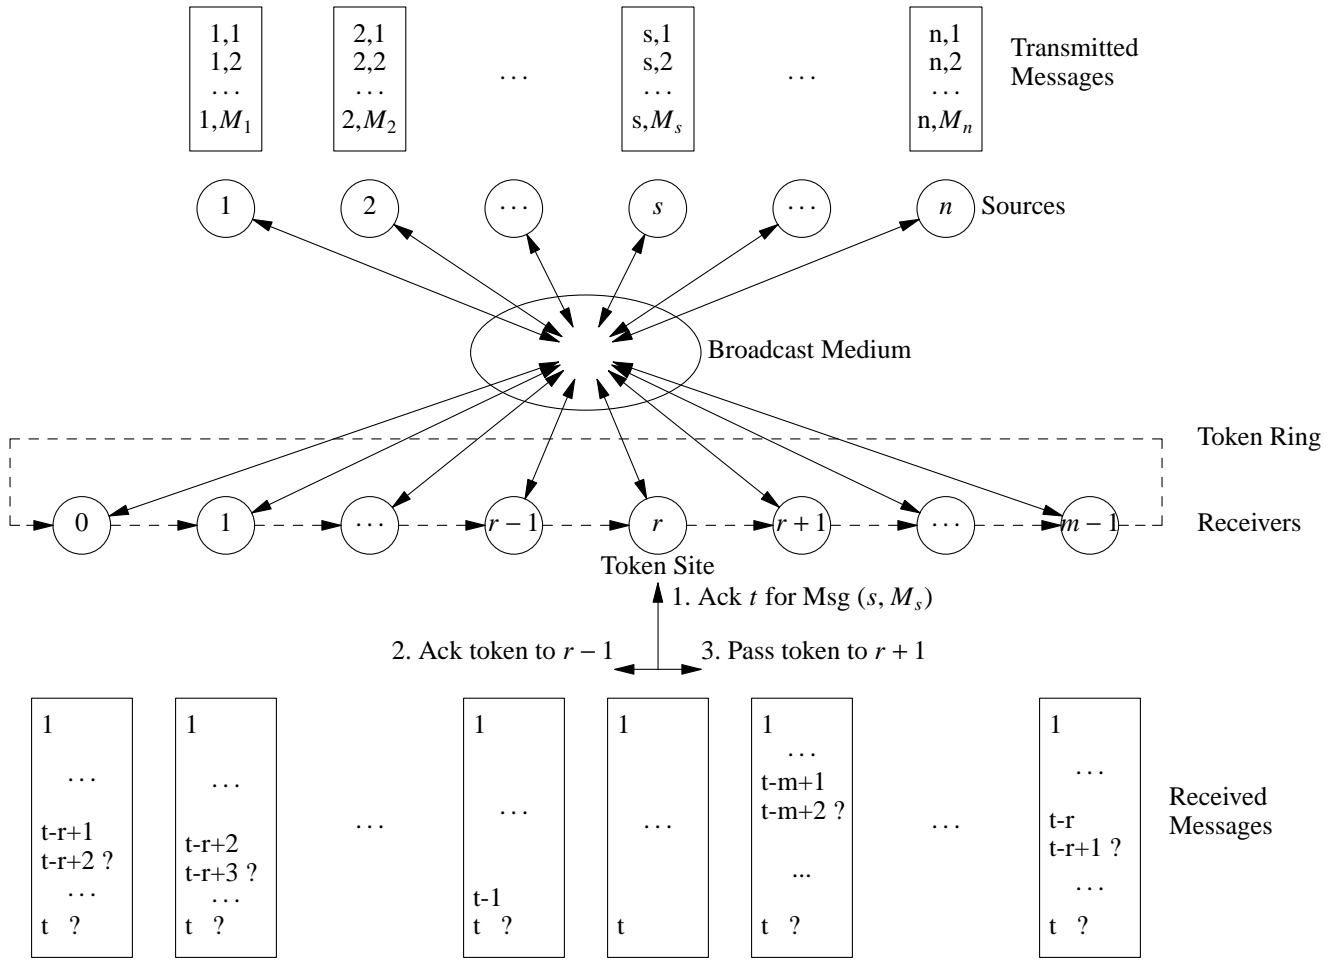 1,1 2,1 s,1 n,1
1,2 2,2 s,2 n,2
... ... ... ... ... ...
1,M1 2,M2 s,Ms n,Mn
Transmitted
Messages
1 2 ... s ... n Sources
Broadcast Medium
Token Ring
0 1 ... r − 1 r r + 1 ... m − 1 Receivers
Token Site
1. Ack t for Msg (s, Ms)
2. Ack token to r − 1 3. Pass token to r + 1
1
...
t-r+1
t-r+2 ?
...
t ?
1
...
t-r+2
t-r+3 ?
...
t ?
...
1
...
t-1
t ?
1
...
t
1
...
t-m+1
t-m+2 ?
...
t ?
...
1
...
t-r
t-r+1 ?
...
t ?
Received
Messages